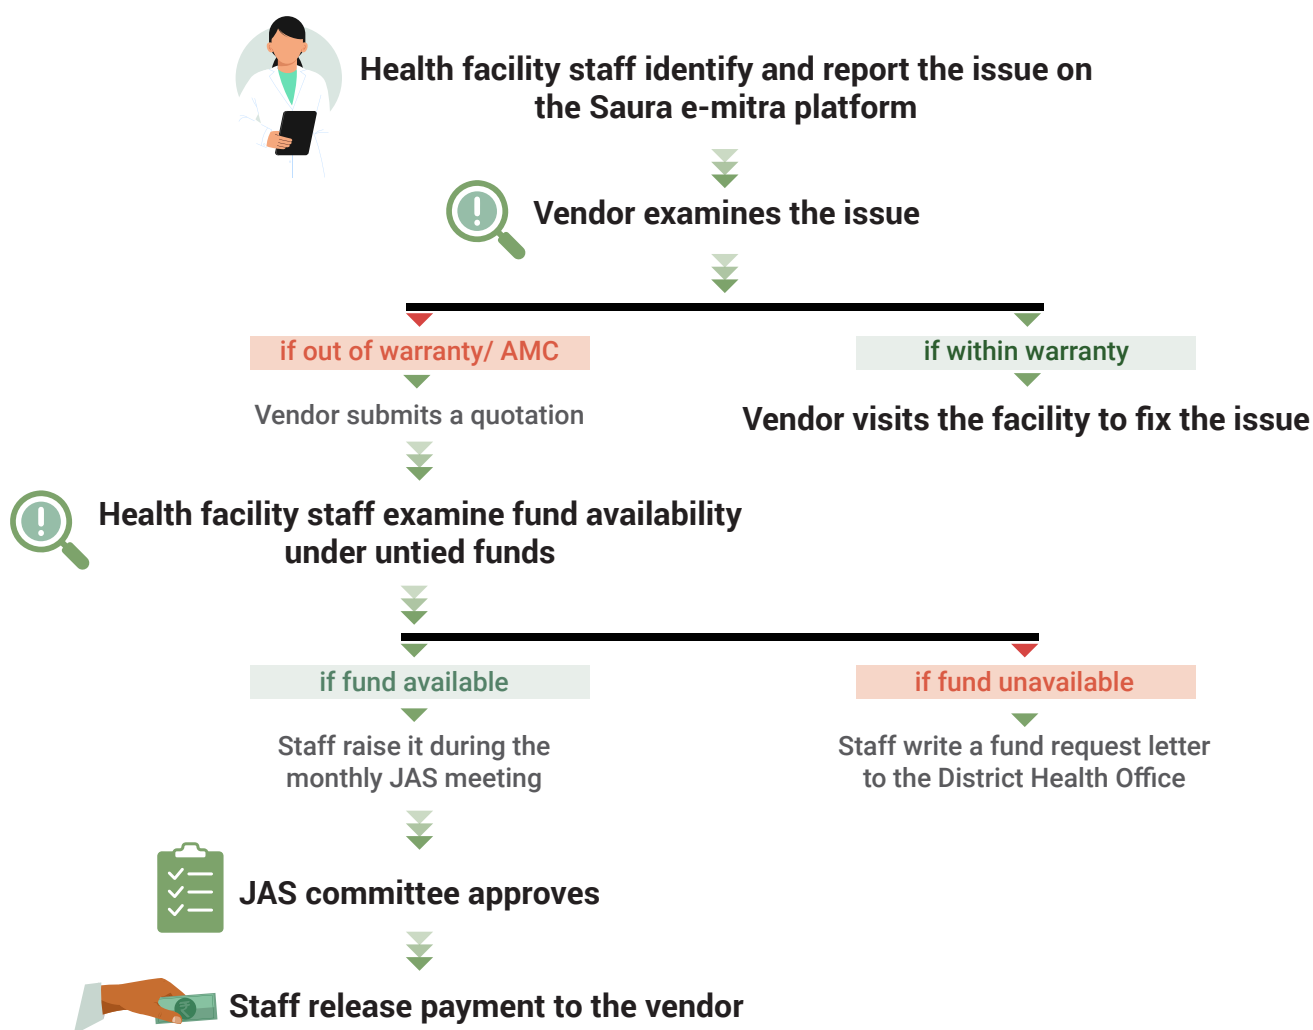 Health facility staff identify and report the issue on
the Saura e-mitra platform
Vendor examines the issue
if out of warranty/ AMC
if within warranty
Vendor submits a quotation
Vendor visits the facility to fix the issue
Health facility staff examine fund availability
under untied funds
if fund available
if fund unavailable
Staff raise it during the
monthly JAS meeting
Staff write a fund request letter
to the District Health Office
JAS committee approves
₹
Staff release payment to the vendor